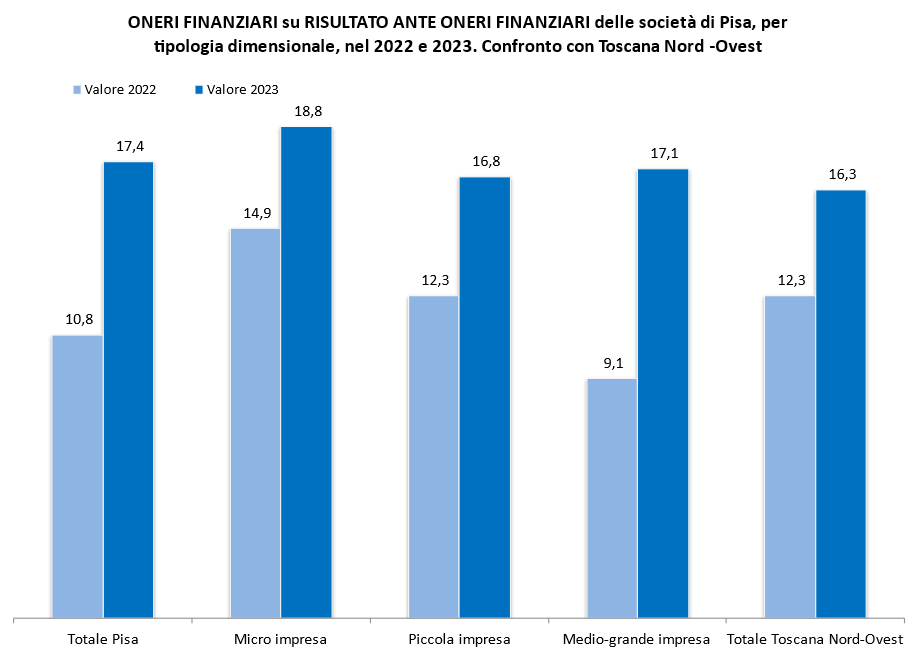 ONERI FINANZIARI su RISULTATO ANTE ONERI FINANZIARI delle società di Pisa, per
tipologia dimensionale, nel 2022 e 2023. Confronto con Toscana Nord -Ovest
Valore 2022 Valore 2023
10,8 17,4 14,9 18,8 12,3 16,8 9,1 17,1 12,3 16,3
Totale Pisa Micro impresa Piccola impresa Medio-grande impresa Totale Toscana Nord-Ovest